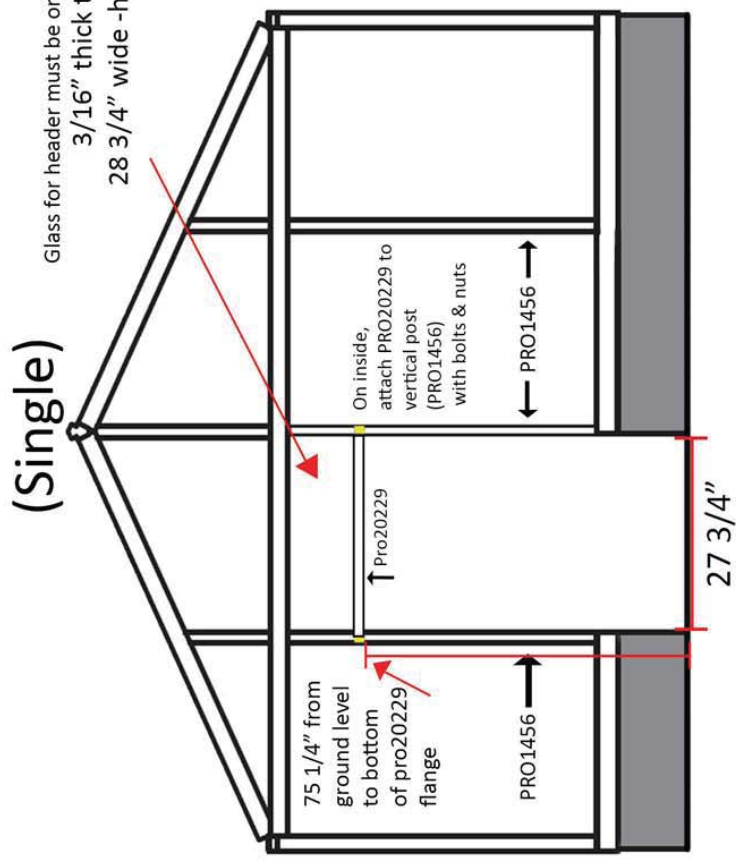 (Single)
Glass for header must be or
3/16” thick t
28 3/4” wide -h
On inside,
attach PRO20229 to
vertical post
(PRO1456)
with bolts & nuts
Pro20229
75 1/4” from
ground level
to bottom
of pro20229
flange
PRO1456
PRO1456
27 3/4”